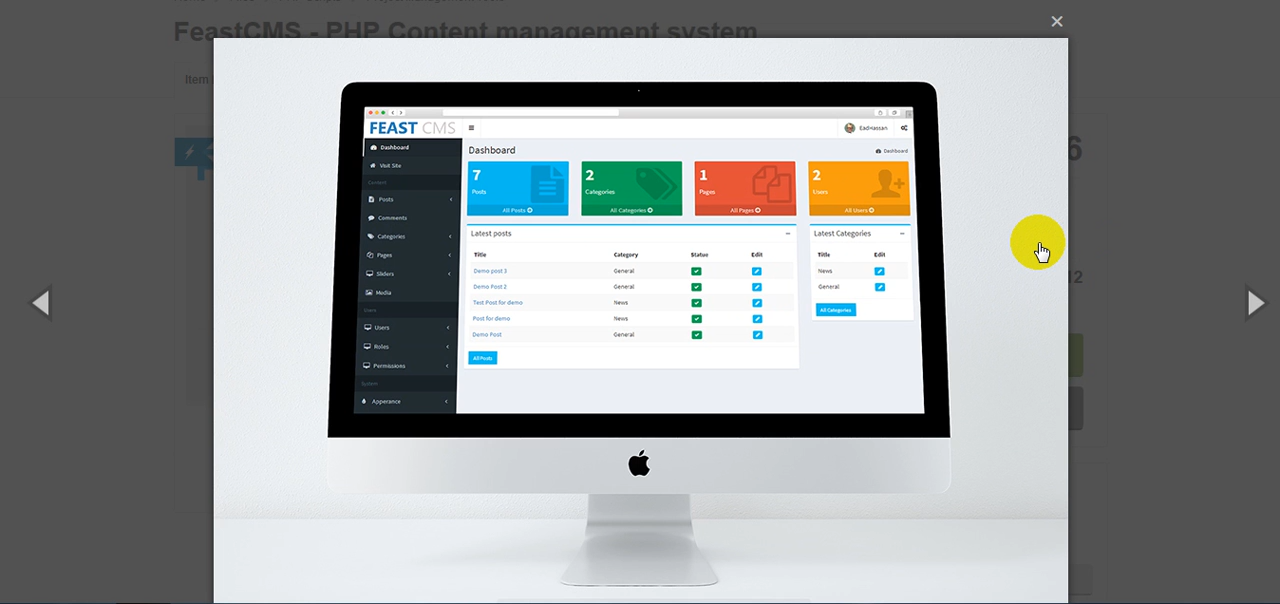 FeastCMS - PHP Content management system
Item
FEAST CMS
EadHassan
Dashboard
Visit Site
Content
Posts
Comments
Categories
Pages
Sliders
Media
Users
Users
Roles
Permissions
System
Apperance
Dashboard
Dashboard
7
Posts
All Posts
2
Categories
All Categories
1
Pages
All Pages
2
Users
All Users
Latest posts
Title Category Status Edit
Demo post 3 General
Demo Post 2 General
Test Post for demo News
Post for demo News
Demo Post General
All Posts
Latest Categories
Title Edit
News
General
All Categories